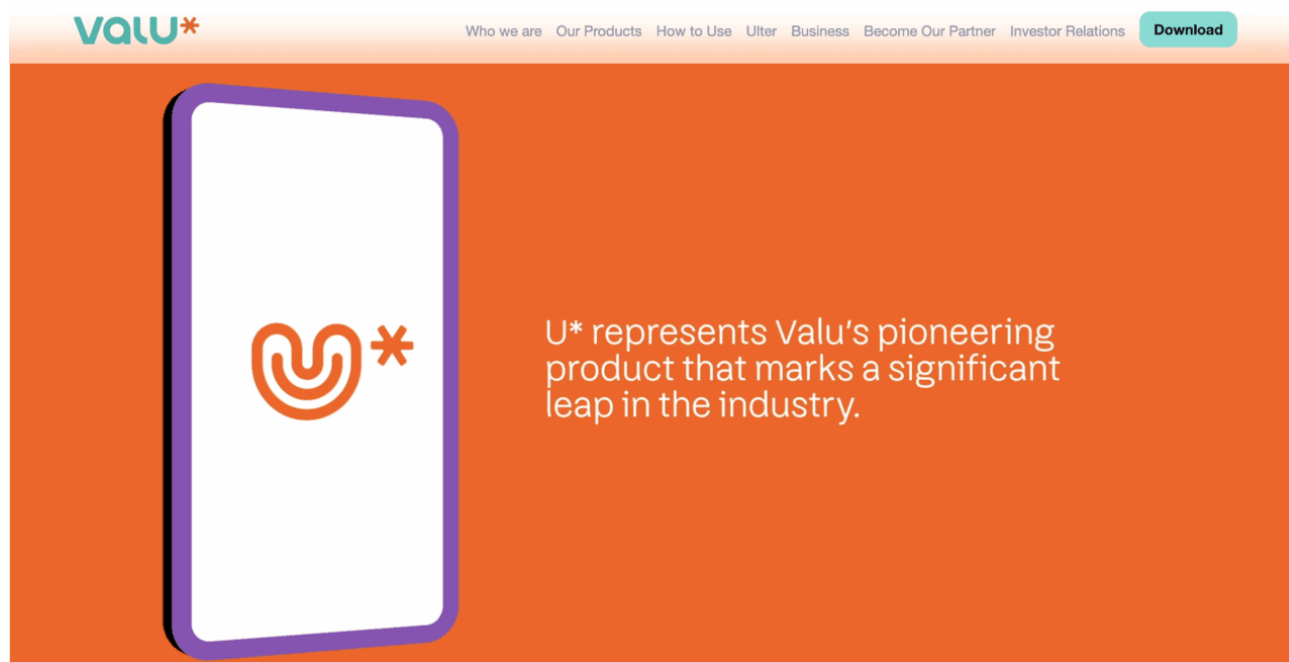 valu*
Who we are Our Products How to Use Ulter Business Become Our Partner Investor Relations Download
U*
U* represents Valu's pioneering
product that marks a significant
leap in the industry.